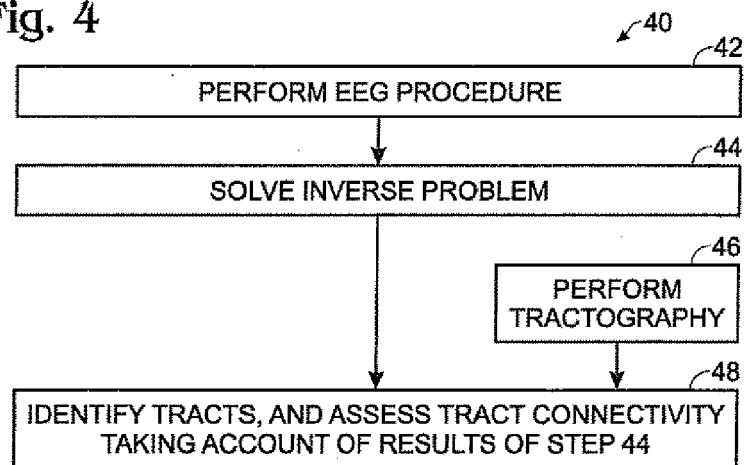 Fig. 4
40
42
PERFORM EEG PROCEDURE
44
SOLVE INVERSE PROBLEM
46
PERFORM
TRACTOGRAPHY
48
IDENTIFY TRACTS, AND ASSESS TRACT CONNECTIVITY
TAKING ACCOUNT OF RESULTS OF STEP 44